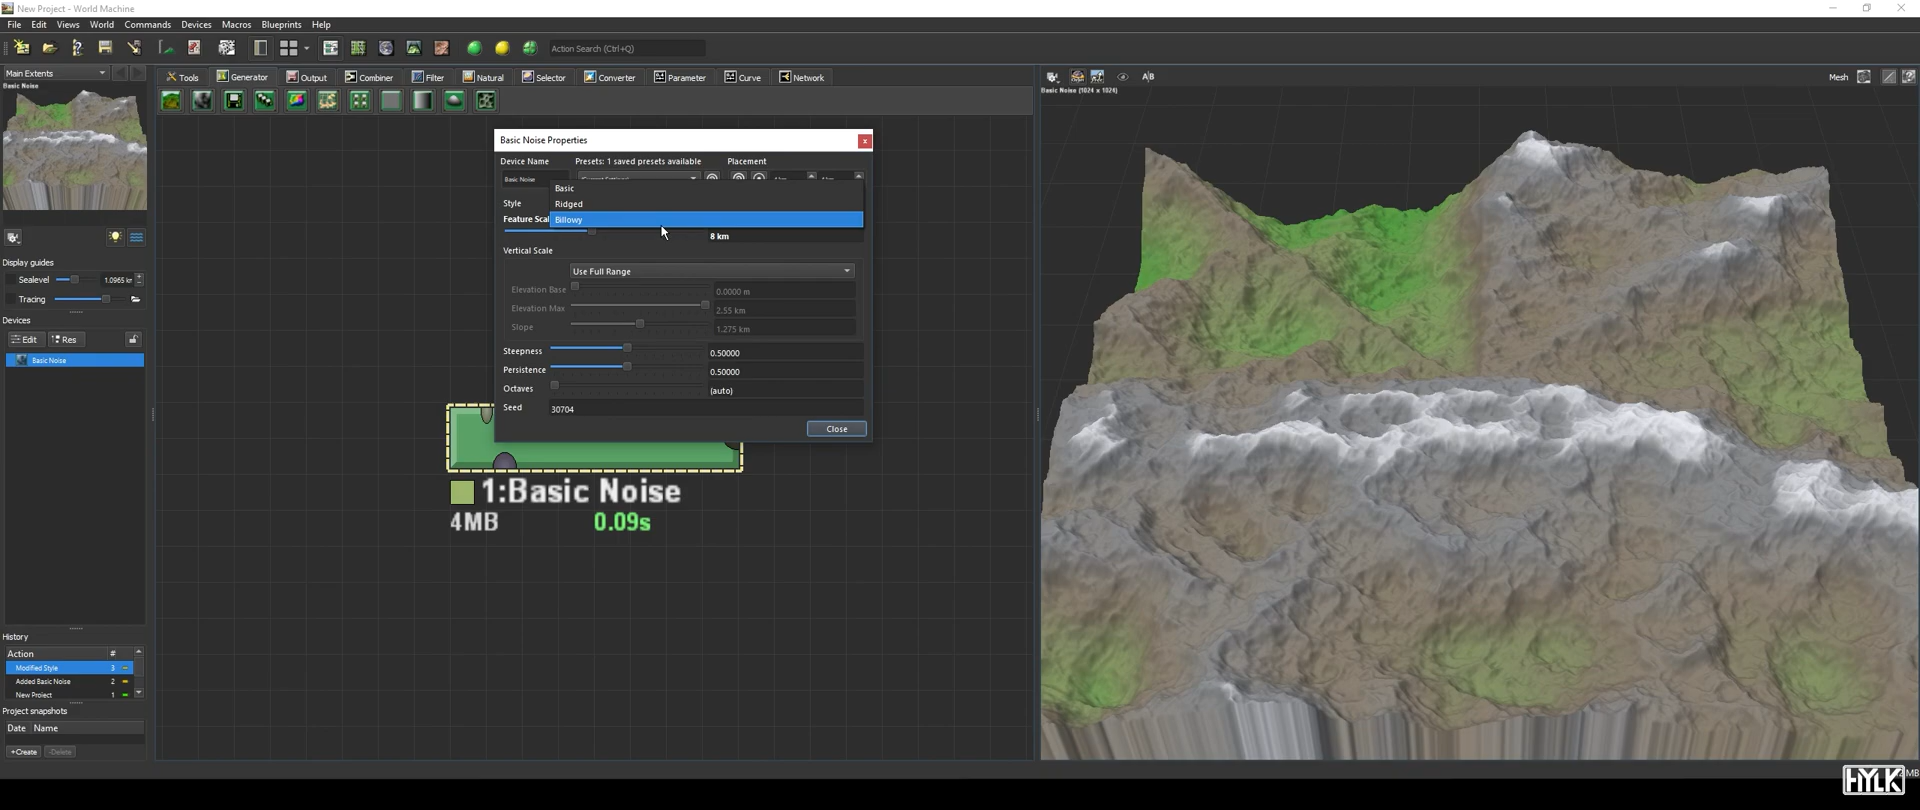 New Project - World Machine
File Edit Views World Commands Devices Macros Blueprints Help
Action Search (Ctrl+Q)
Main Extents
Tools Generator Output Combiner Filter Natural Selector Converter Parameter Curve Network
Mesh
A|B
Basic Noise
Basic Noise (1024 x 1024)
Basic Noise Properties
Device Name Presets: 1 saved presets available Placement
Basic Noise
Basic
Style
Ridged
Feature Scal
Billowy
8 km
Vertical Scale
Use Full Range
Elevation Base 0.0000 m
Elevation Max 2.55 km
Slope 1.275 km
Steepness 0.50000
Persistence 0.50000
Octaves (auto)
Seed 30704
Close
Display guides
Sealevel 1.0965 kr
Tracing
Devices
Edit Res
Basic Noise
1:Basic Noise
4MB 0.09s
History
Action #
Modified Style 3
Added Basic Noise 2
New Project 1
Project snapshots
Date Name
+Create -Delete
HYLK
MB